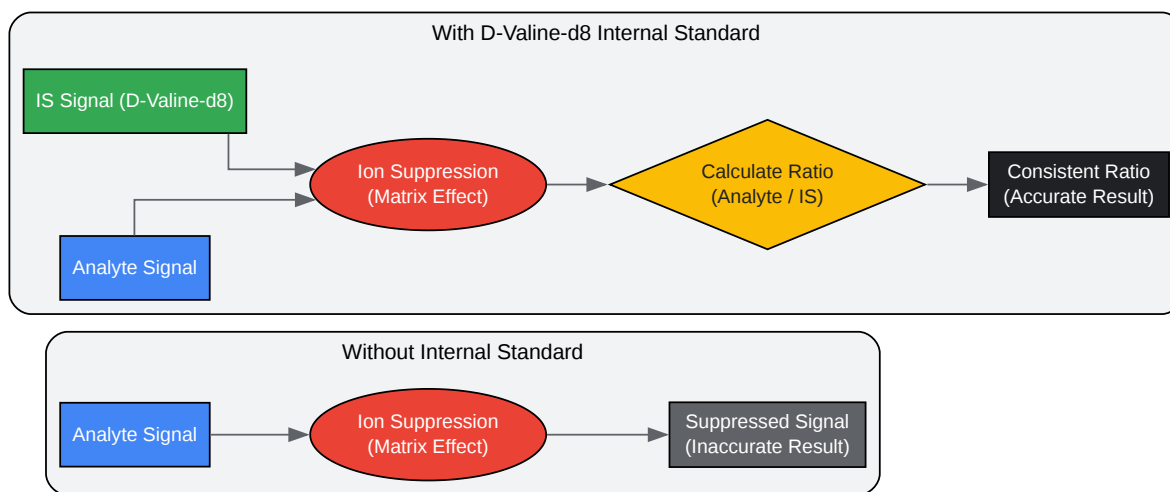 With D-Valine-d8 Internal Standard
IS Signal (D-Valine-d8)
Ion Suppression
(Matrix Effect)
Calculate Ratio
(Analyte / IS)
Consistent Ratio
(Accurate Result)
Analyte Signal
Without Internal Standard
Analyte Signal
Ion Suppression
(Matrix Effect)
Suppressed Signal
(Inaccurate Result)